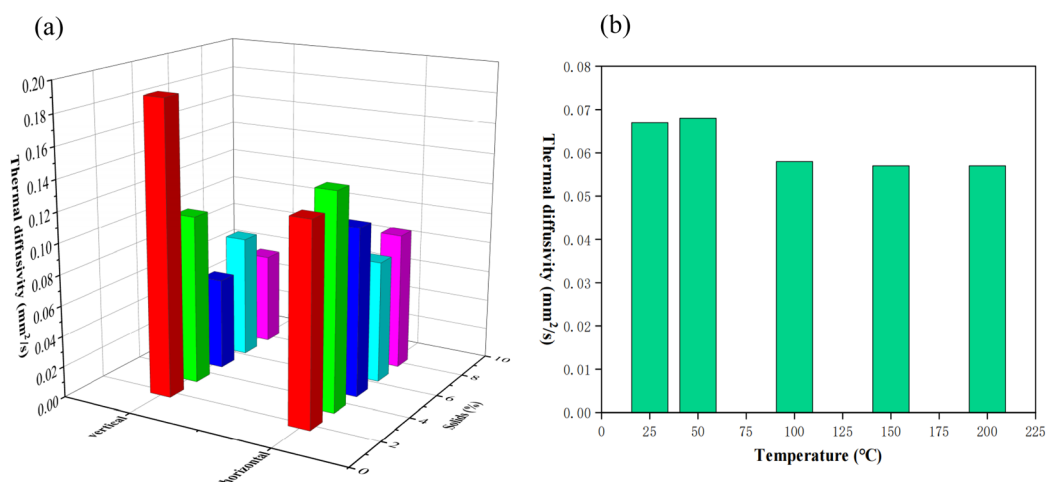 (a)
Thermal diffusivity (mm²/s)
0.20
0.18
0.16
0.14
0.12
0.10
0.08
0.06
0.04
0.02
0.00
vertical
horizontal
0
2
4
6
8
10
Solids (%)
(b)
Thermal diffusivity (mm²/s)
0.08
0.07
0.06
0.05
0.04
0.03
0.02
0.01
0.00
0 25 50 75 100 125 150 175 200 225
Temperature (℃)